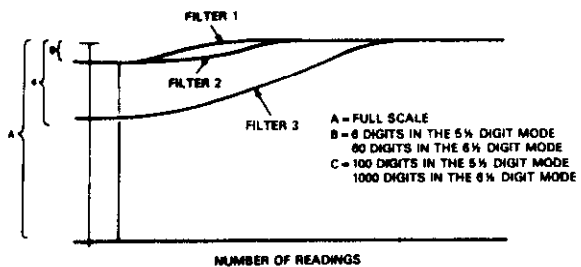 FILTER 1
B
FILTER 2
C
A
FILTER 3
A = FULL SCALE
B = 6 DIGITS IN THE 5½ DIGIT MODE
60 DIGITS IN THE 6½ DIGIT MODE
C = 100 DIGITS IN THE 5½ DIGIT MODE
1000 DIGITS IN THE 6½ DIGIT MODE
NUMBER OF READINGS